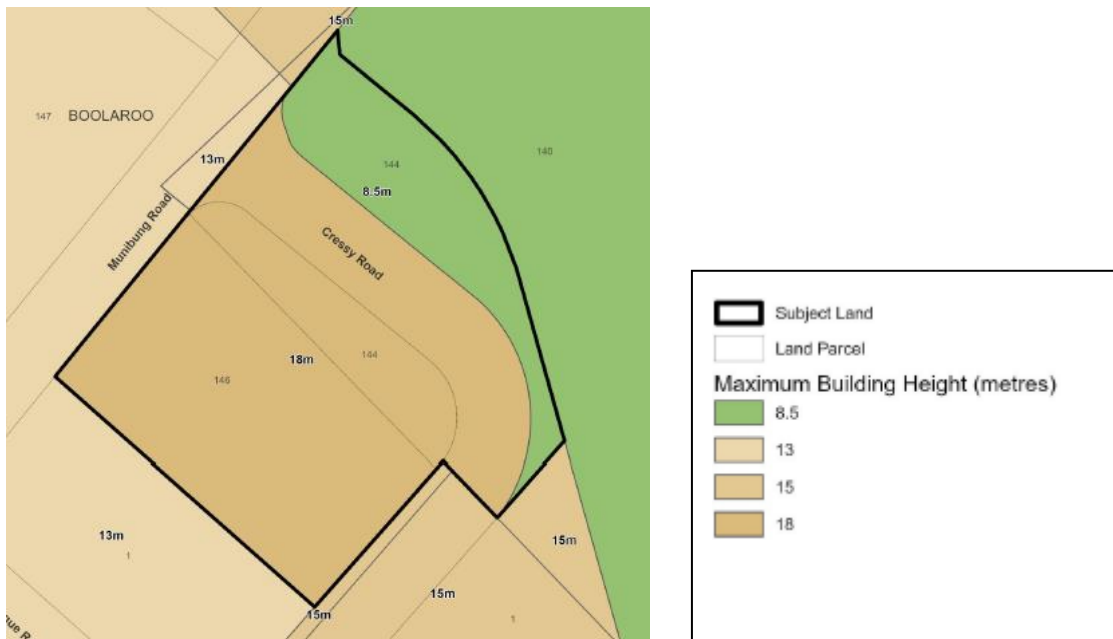 15m
147 BOOLAROO
140
13m
144
8.5m
Munibung Road
Cressy Road
18m
144
146
13m
1
15m
15m
1
15m
ue R
Subject Land
Land Parcel
Maximum Building Height (metres)
8.5
13
15
18